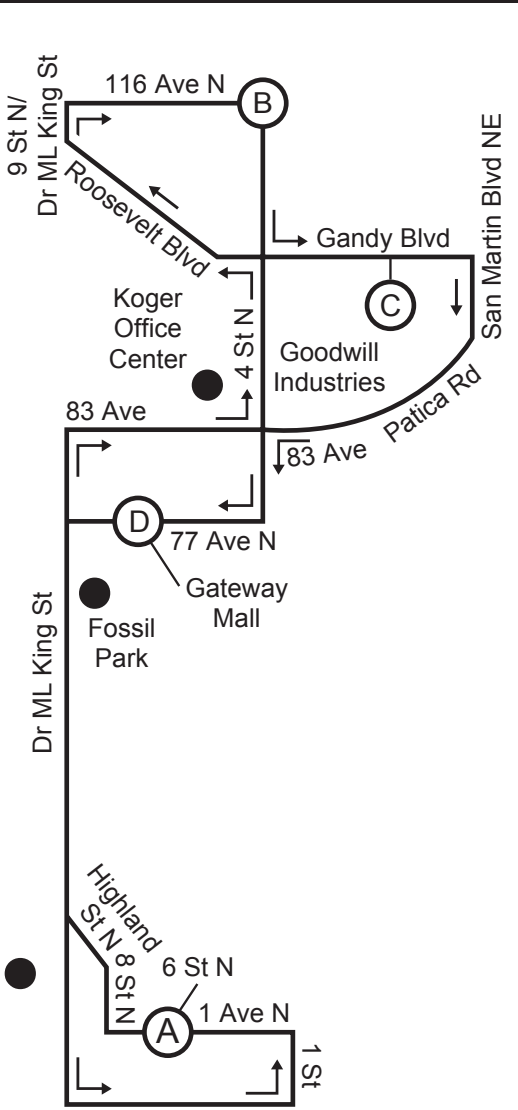 116 Ave N
9 St N/
Dr ML King St
B
Roosevelt Blvd
Gandy Blvd
San Martin Blvd NE
C
Koger
Office
Center
4 St N
Goodwill
Industries
Patica Rd
83 Ave
83 Ave
D
77 Ave N
Gateway
Mall
Fossil
Park
Dr ML King St
Highland
St N
8 St N
6 St N
1 Ave N
A
1 St